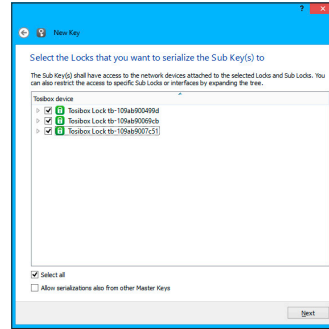 ?
New Key
Select the Locks that you want to serialize the Sub Key(s) to
The Sub Key(s) shall have access to the network devices attached to the selected Locks and Sub Locks. You
can also restrict the access to specific Sub Locks or interfaces by expanding the tree.
Tosibox device
Tosibox Lock tb-109ab900499d
Tosibox Lock tb-109ab90069cb
Tosibox Lock tb-109ab9007c51
Select all
Allow serializations also from other Master Keys
Next